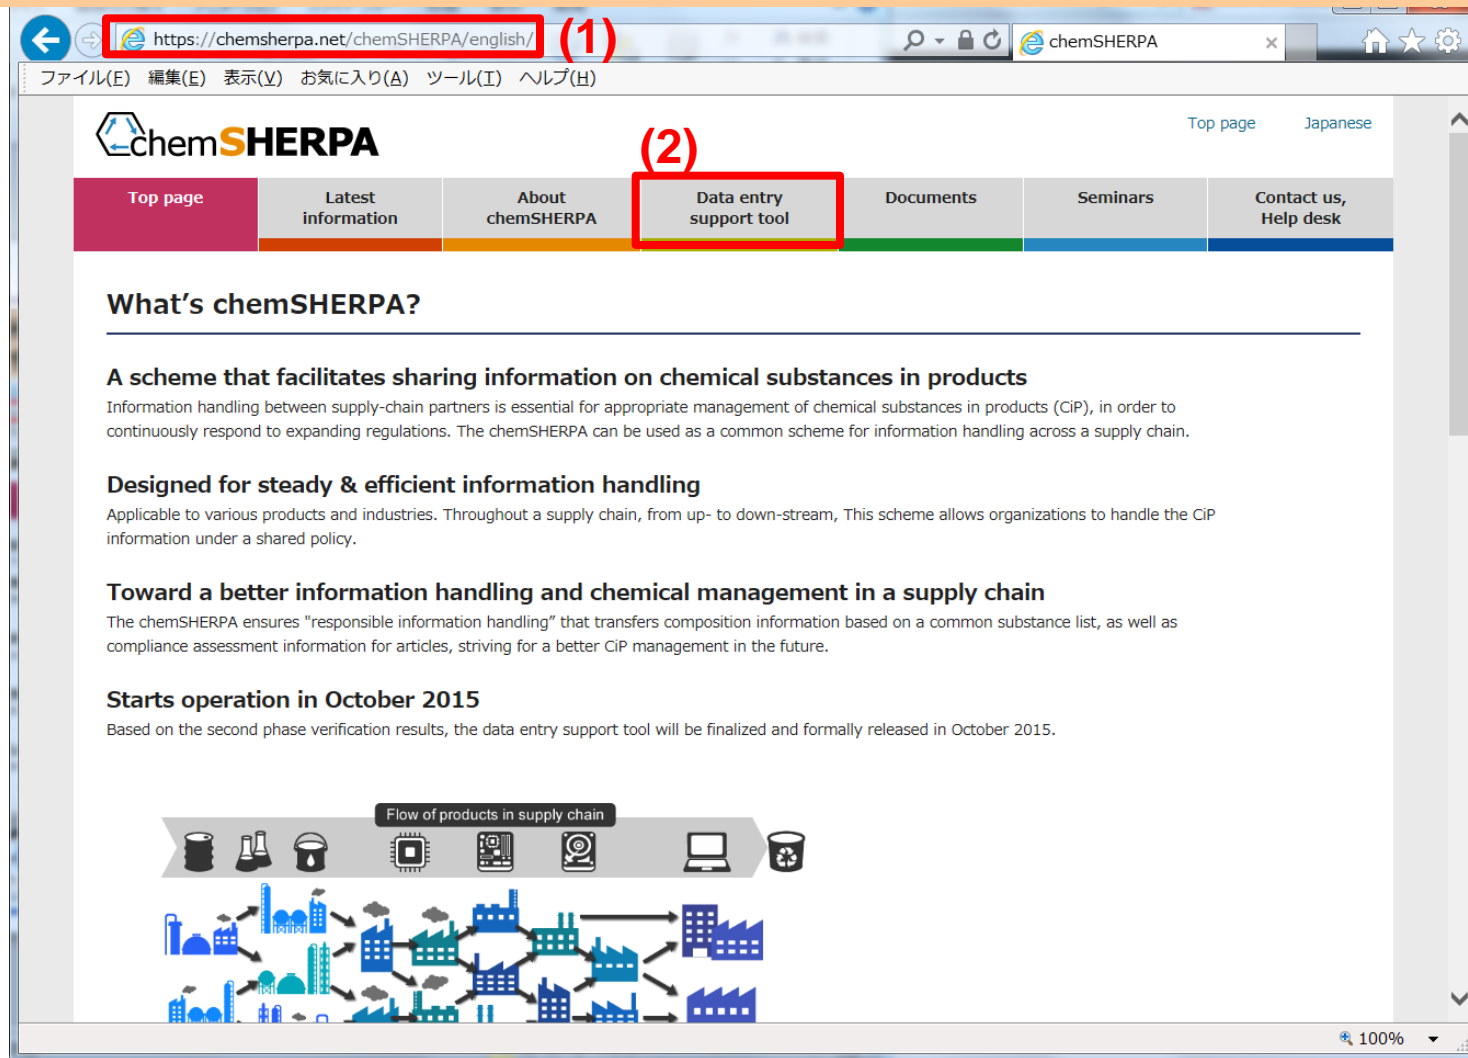 https://chemsherpa.net/chemSHERPA/english/
(1)
chemSHERPA
ファイル(F) 編集(E) 表示(V) お気に入り(A) ツール(T) ヘルプ(H)
chemSHERPA
Top page Japanese
(2)
Top page
Latest
information
About
chemSHERPA
Data entry
support tool
Documents
Seminars
Contact us,
Help desk
What's chemSHERPA?
A scheme that facilitates sharing information on chemical substances in products
Information handling between supply-chain partners is essential for appropriate management of chemical substances in products (CiP), in order to
continuously respond to expanding regulations. The chemSHERPA can be used as a common scheme for information handling across a supply chain.
Designed for steady & efficient information handling
Applicable to various products and industries. Throughout a supply chain, from up- to down-stream, This scheme allows organizations to handle the CiP
information under a shared policy.
Toward a better information handling and chemical management in a supply chain
The chemSHERPA ensures "responsible information handling” that transfers composition information based on a common substance list, as well as
compliance assessment information for articles, striving for a better CiP management in the future.
Starts operation in October 2015
Based on the second phase verification results, the data entry support tool will be finalized and formally released in October 2015.
Flow of products in supply chain
100%